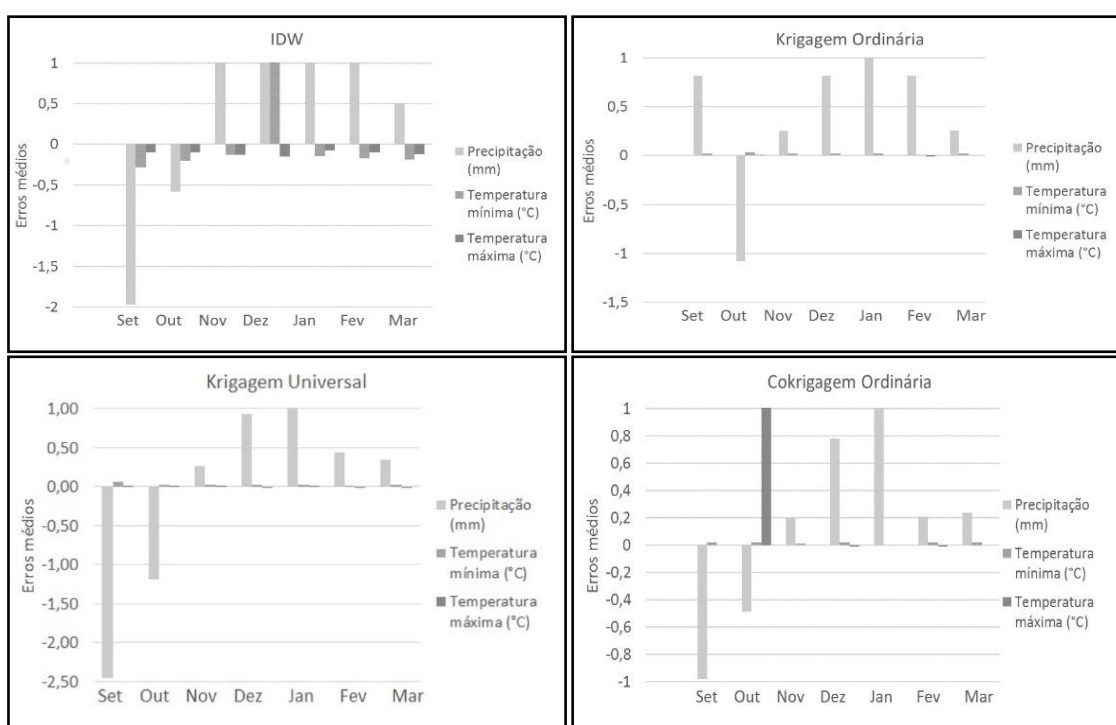 IDW
1
0,5
0
-0,5
-1
-1,5
-2
Erros médios
Set Out Nov Dez Jan Fev Mar
Precipitação
(mm)
Temperatura
mínima (°C)
Temperatura
máxima (°C)
Krigagem Ordinária
1
0,5
0
-0,5
-1
-1,5
Erros médios
Set Out Nov Dez Jan Fev Mar
Precipitação
(mm)
Temperatura
mínima (°C)
Temperatura
máxima (°C)
Krigagem Universal
1,00
0,50
0,00
-0,50
-1,00
-1,50
-2,00
-2,50
Erros médios
Set Out Nov Dez Jan Fev Mar
Precipitação
(mm)
Temperatura
mínima (°C)
Temperatura
máxima (°C)
Cokrigagem Ordinária
1
0,8
0,6
0,4
0,2
0
-0,2
-0,4
-0,6
-0,8
-1
Erros médios
Set Out Nov Dez Jan Fev Mar
Precipitação
(mm)
Temperatura
mínima (°C)
Temperatura
máxima (°C)